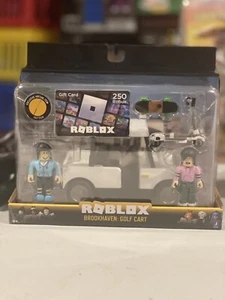 Gift Card
250
ROBUX
ROBLOX
ROBLOX
BROOKHAVEN: GOLF CART